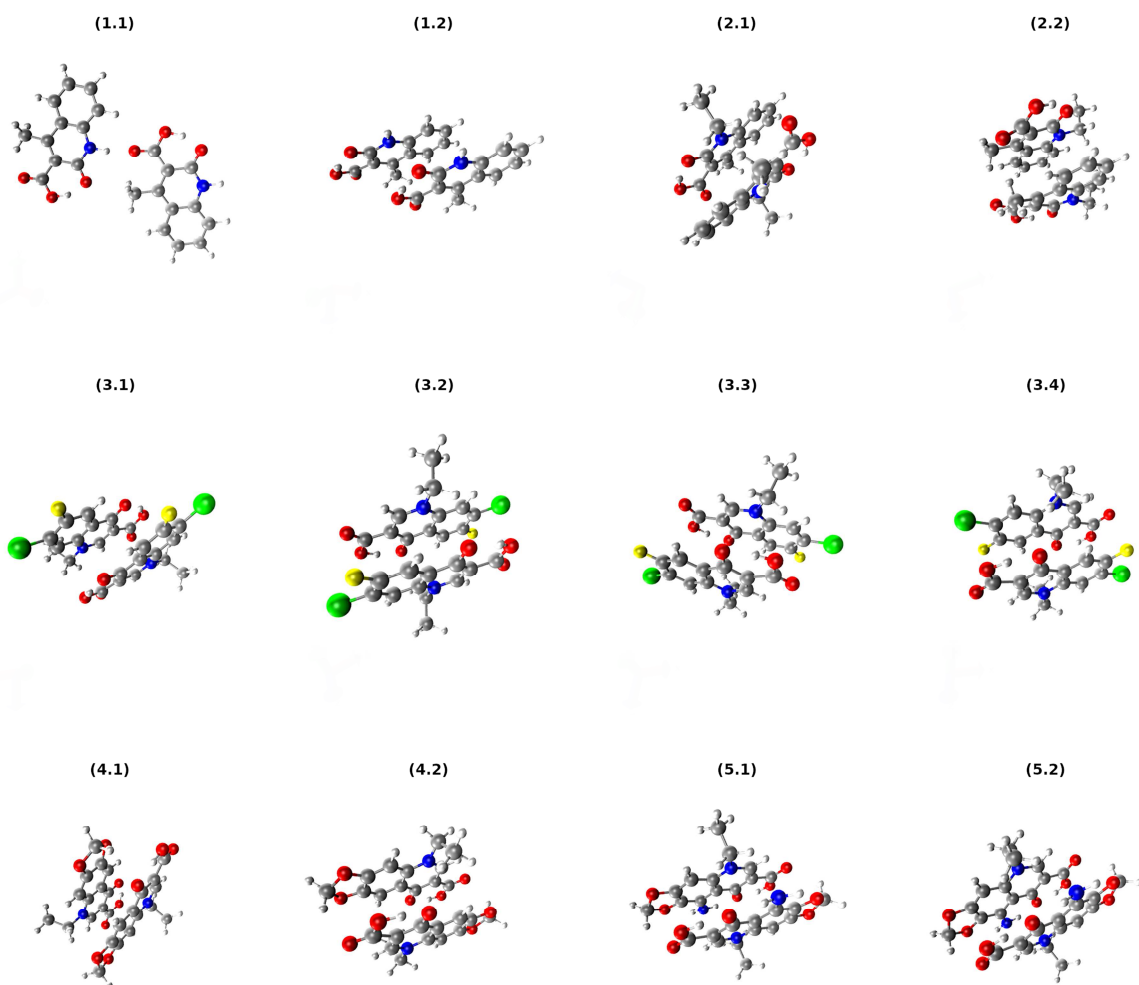 (1.1) (1.2) (2.1) (2.2)
(3.1) (3.2) (3.3) (3.4)
(4.1) (4.2) (5.1) (5.2)